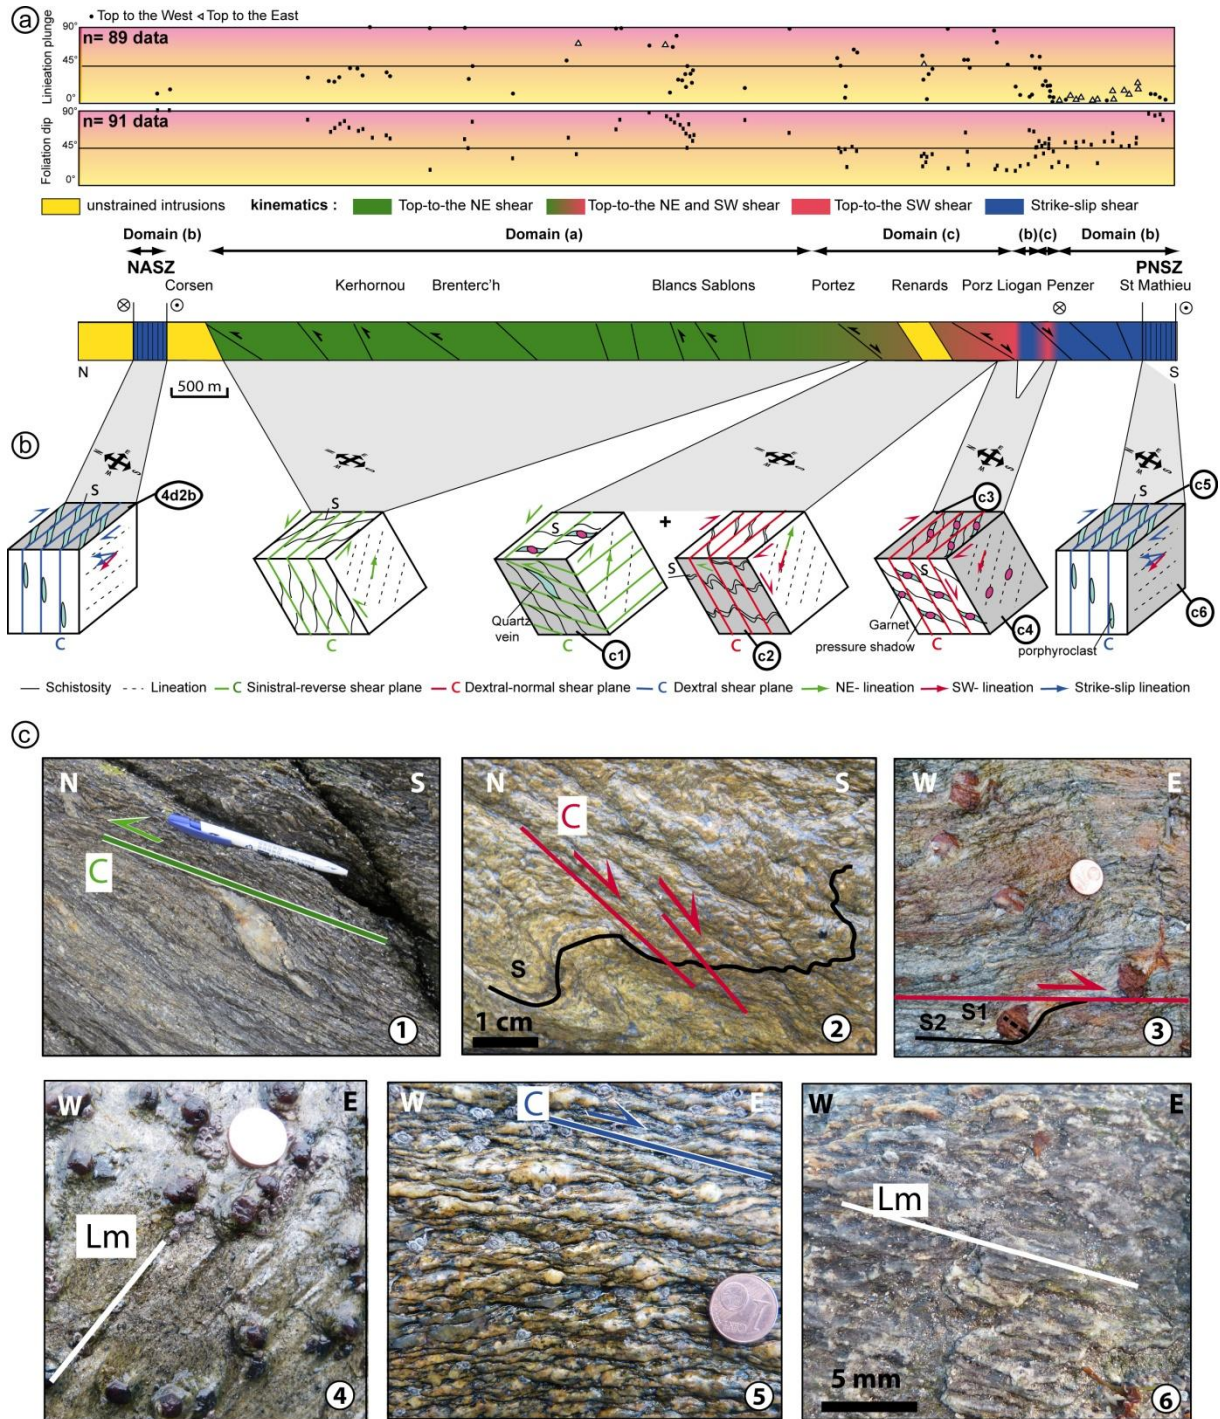 a
• Top to the West ◃ Top to the East
Linieation plunge
90°
45°
0°
n= 89 data
Foliation dip
90°
45°
0°
n= 91 data
unstrained intrusions
kinematics :
Top-to-the NE shear
Top-to-the NE and SW shear
Top-to-the SW shear
Strike-slip shear
Domain (b)
Domain (a)
Domain (c)
(b)(c)
Domain (b)
NASZ
PNSZ
Corsen
Kerhornou
Brenterc'h
Blancs Sablons
Portez
Renards
Porz Liogan
Penzer
St Mathieu
N
S
500 m
b
S
4d2b
C
S
C
S
Quartz
vein
c1
C
+
S
c2
C
c3
S
Garnet
pressure shadow
c4
C
c5
S
c6
porphyroclast
C
Schistosity
Lineation
C Sinistral-reverse shear plane
C Dextral-normal shear plane
C Dextral shear plane
NE- lineation
SW- lineation
Strike-slip lineation
c
N
S
C
1
N
S
C
S
1 cm
2
W
E
S1
S2
3
W
E
Lm
4
W
E
C
5
W
E
Lm
5 mm
6